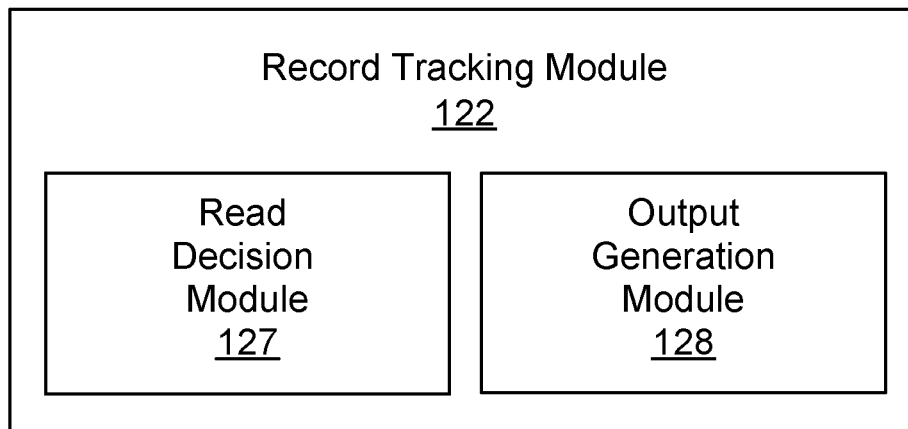 Record Tracking Module
122
Read
Decision
Module
127
Output
Generation
Module
128